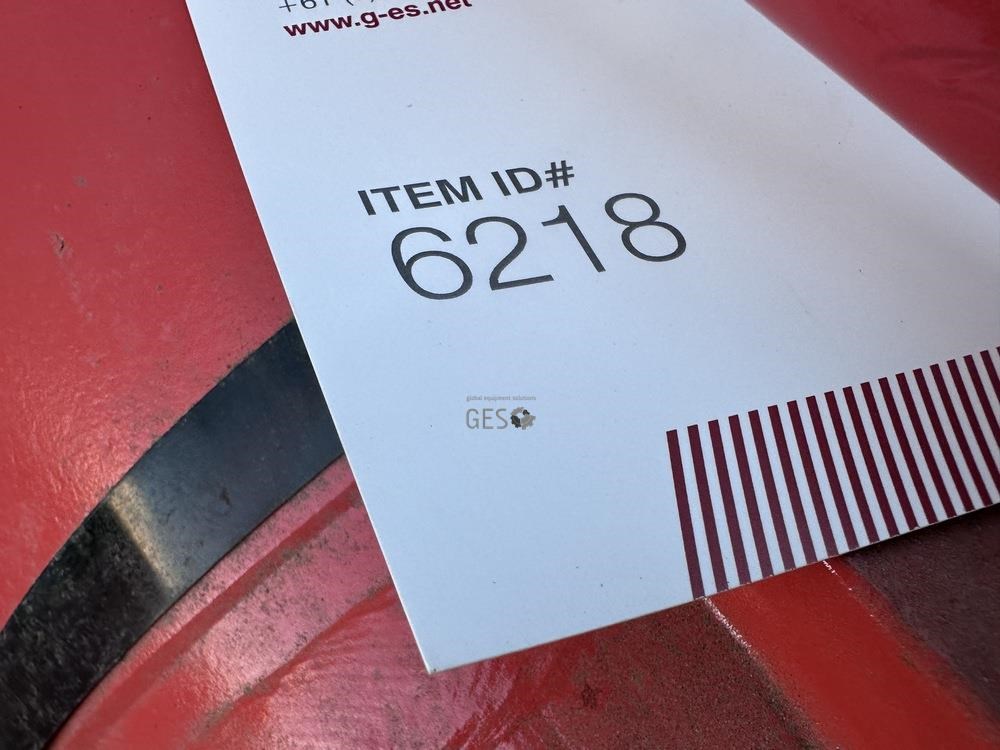 www.g-es.net
ITEM ID#
6218
global equipment solutions
GES